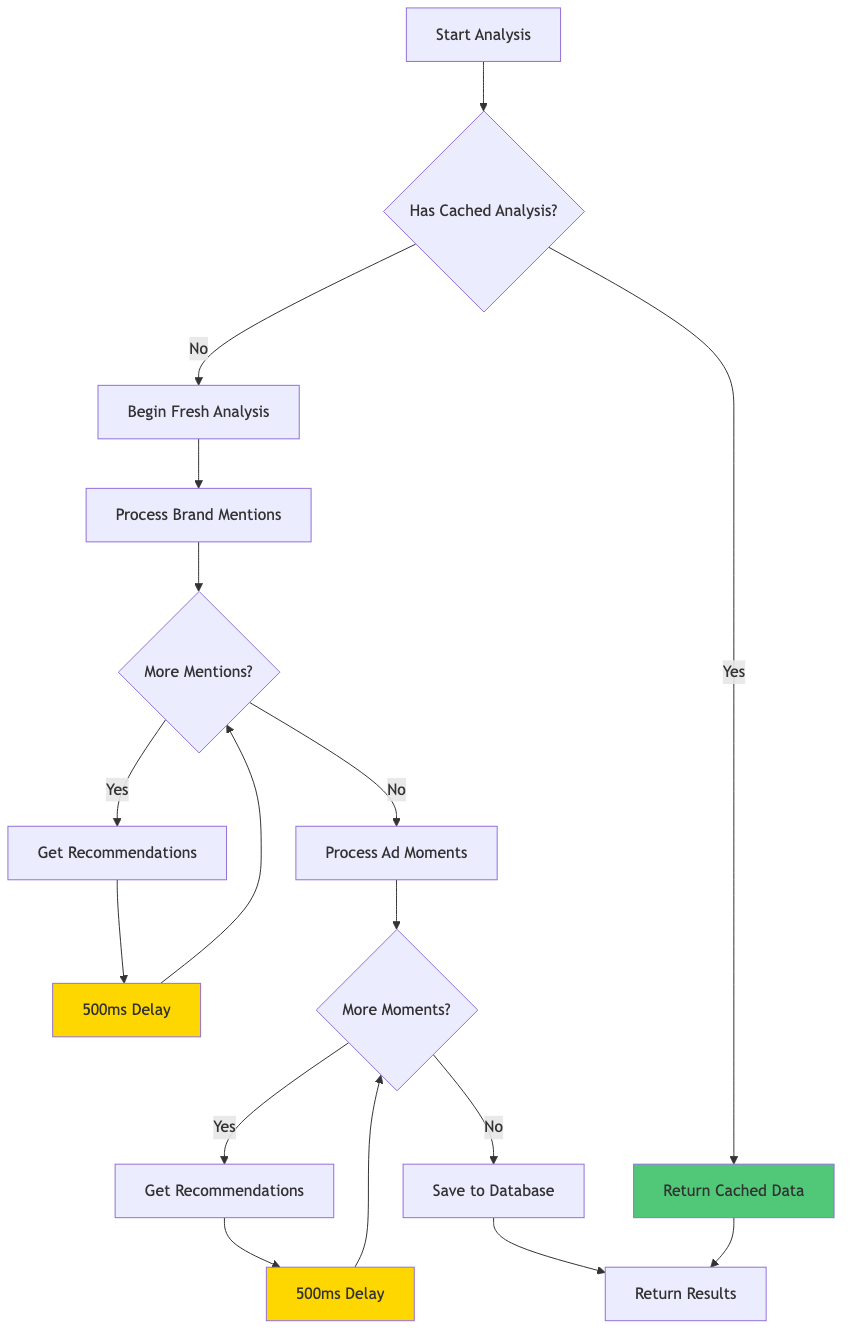 Start Analysis
Has Cached Analysis?
No
Begin Fresh Analysis
Process Brand Mentions
More Mentions?
Yes
Yes
No
Get Recommendations
Process Ad Moments
500ms Delay
More Moments?
Yes
No
Get Recommendations
Save to Database
Return Cached Data
500ms Delay
Return Results